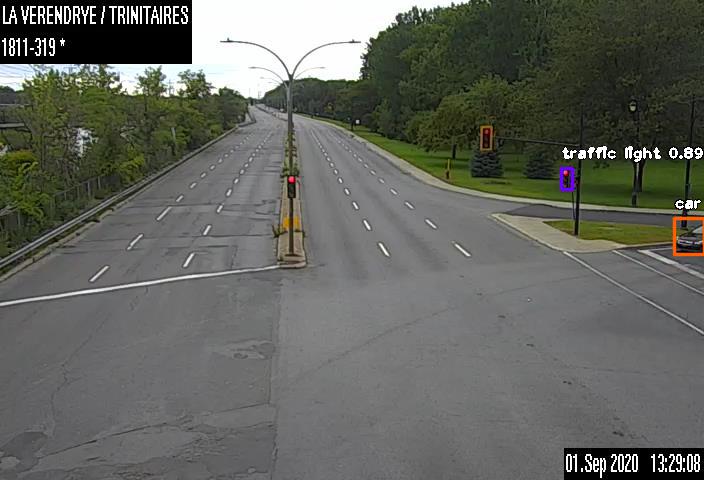 LA VERENDRYE / TRINITAIRES
1811-319 *
traffic light 0.89
car
01.Sep 2020 13:29:08